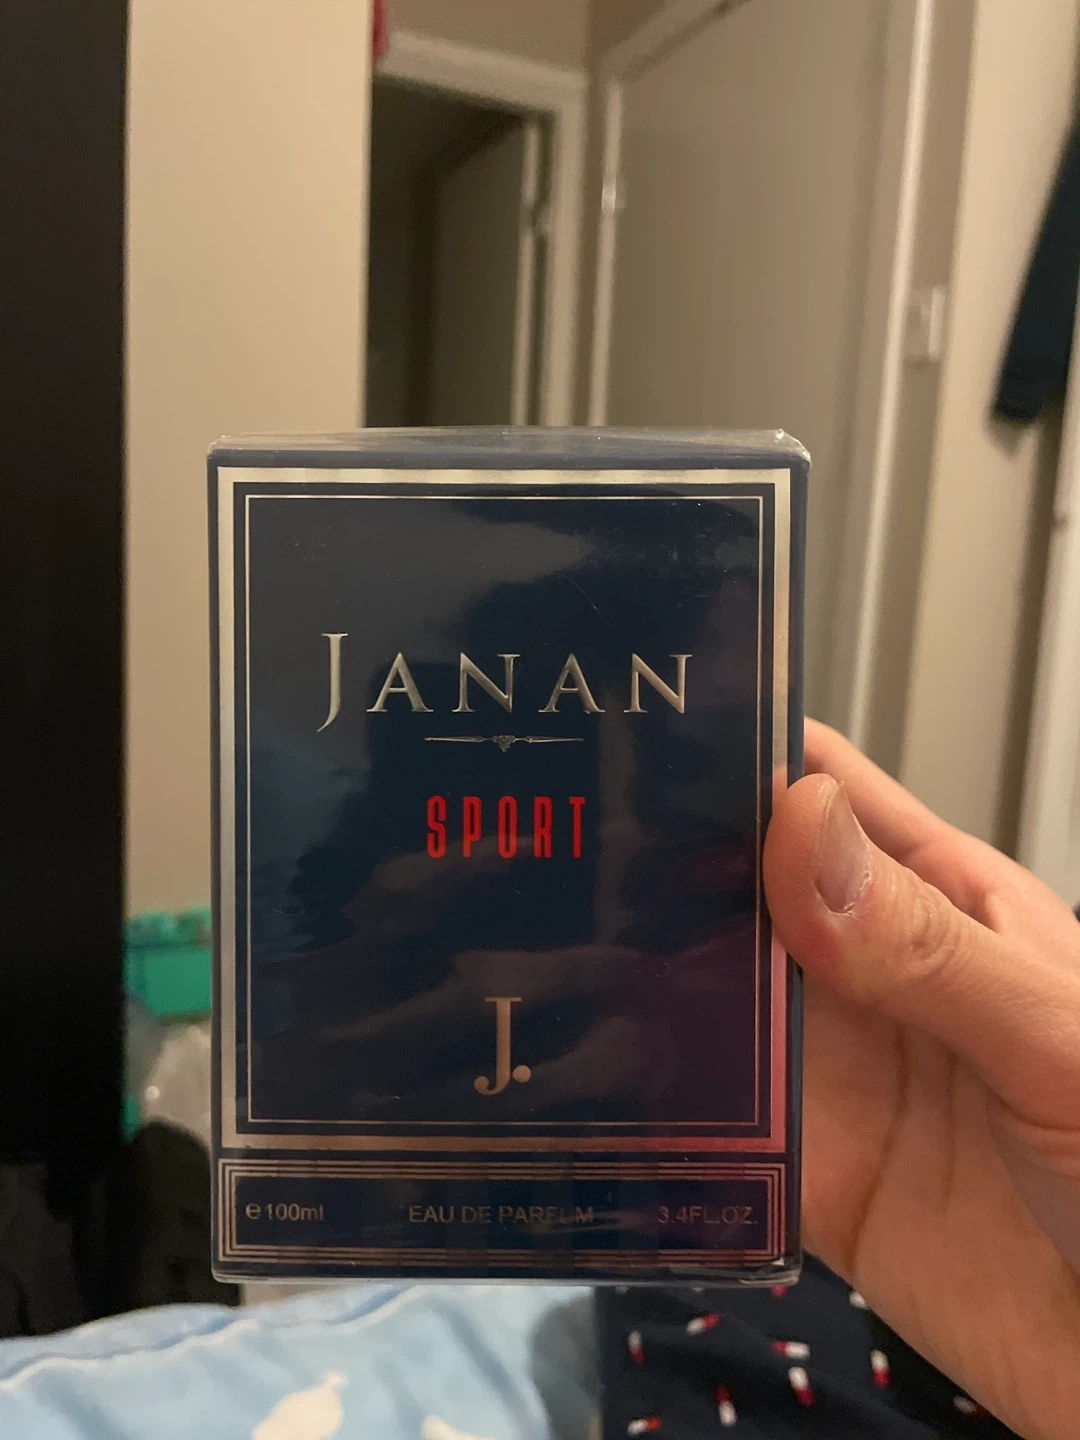 JANAN
SPORT
J.
℮100ml EAU DE PARFUM 3.4FL.OZ.